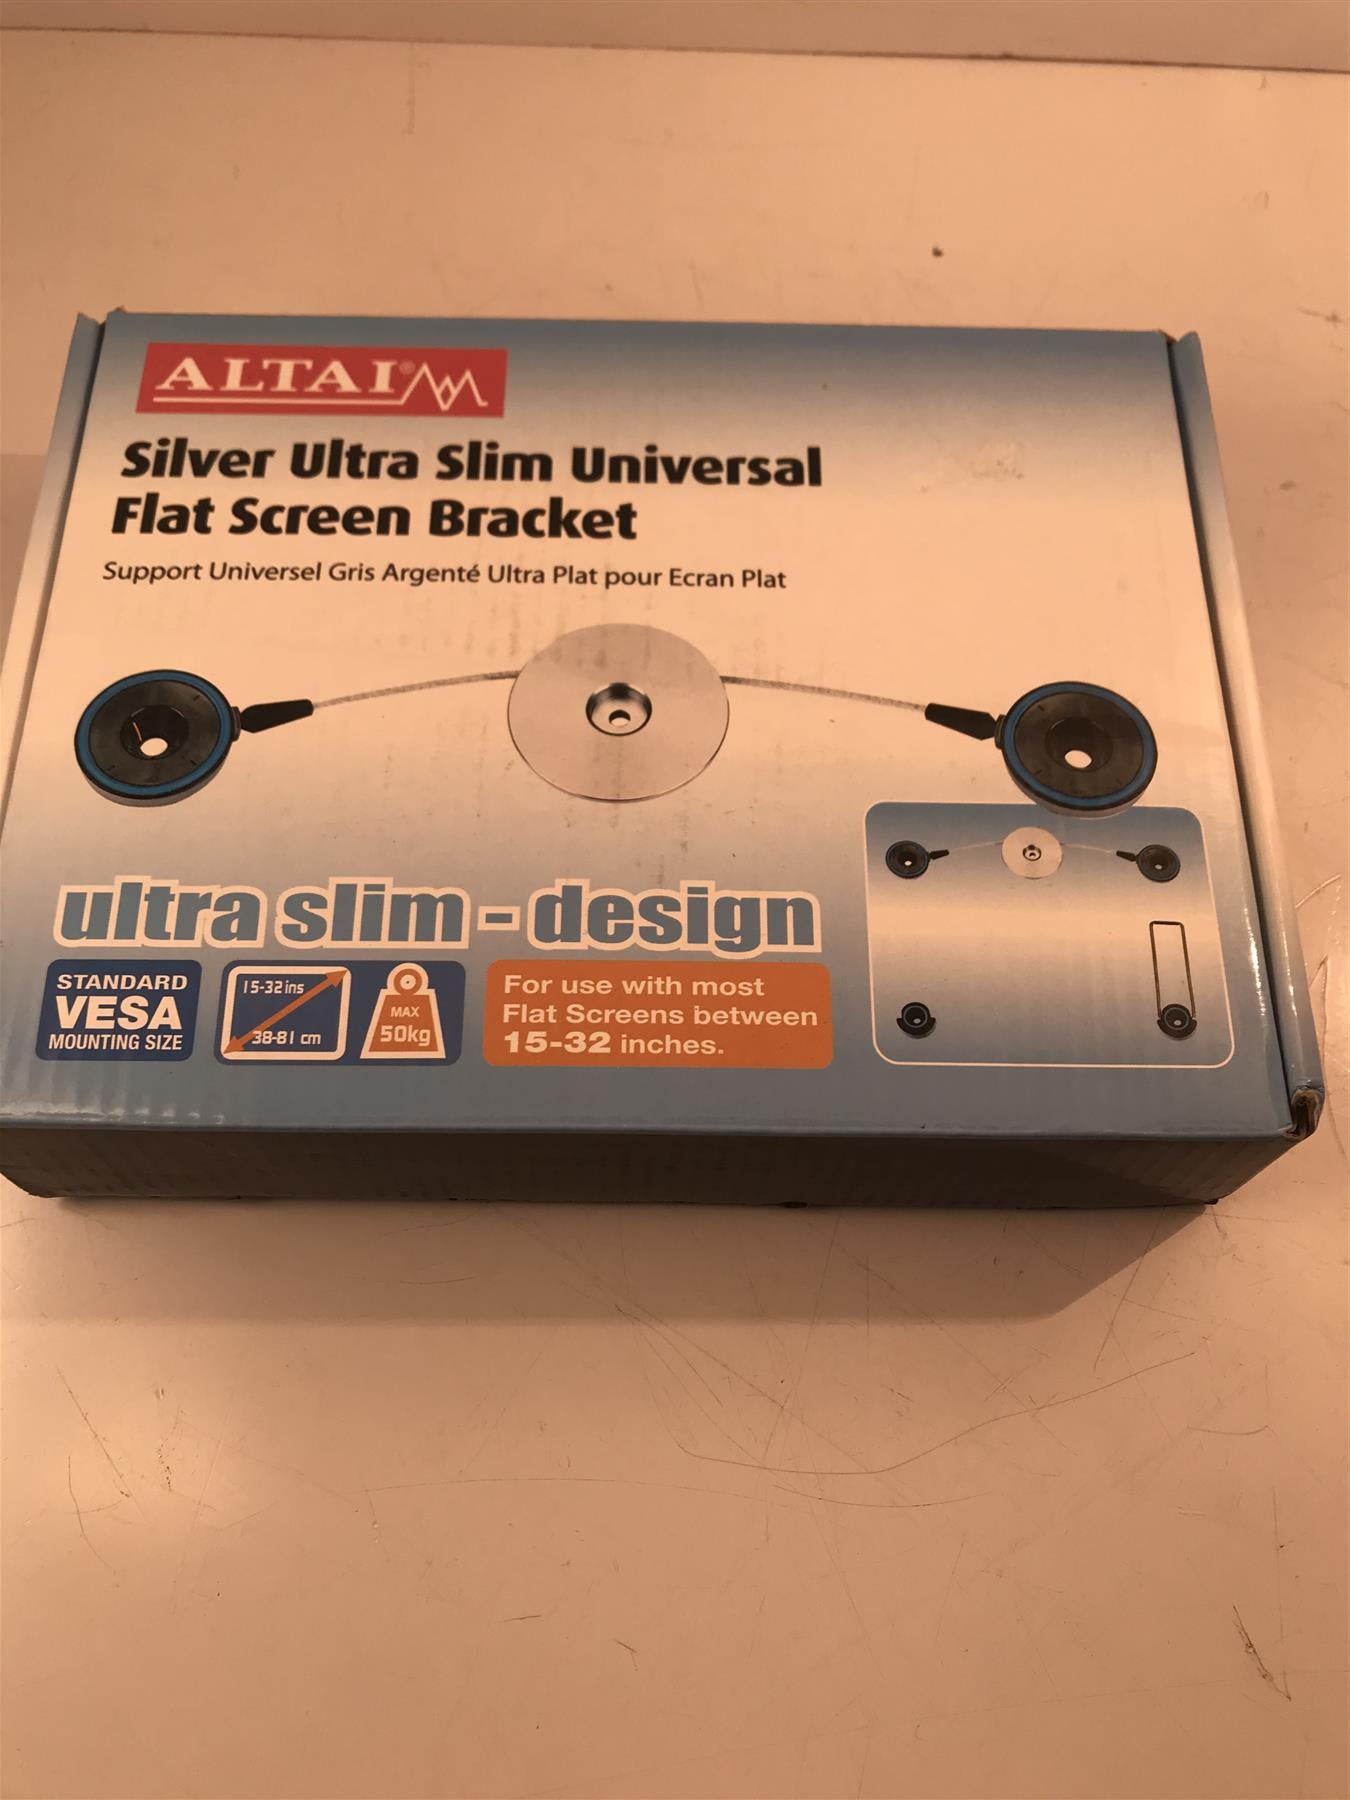 ALTAI®
Silver Ultra Slim Universal
Flat Screen Bracket
Support Universel Gris Argenté Ultra Plat pour Ecran Plat
ultra slim - design
STANDARD
VESA
MOUNTING SIZE
15-32 ins
38-81 cm
MAX
50kg
For use with most
Flat Screens between
15-32 inches.